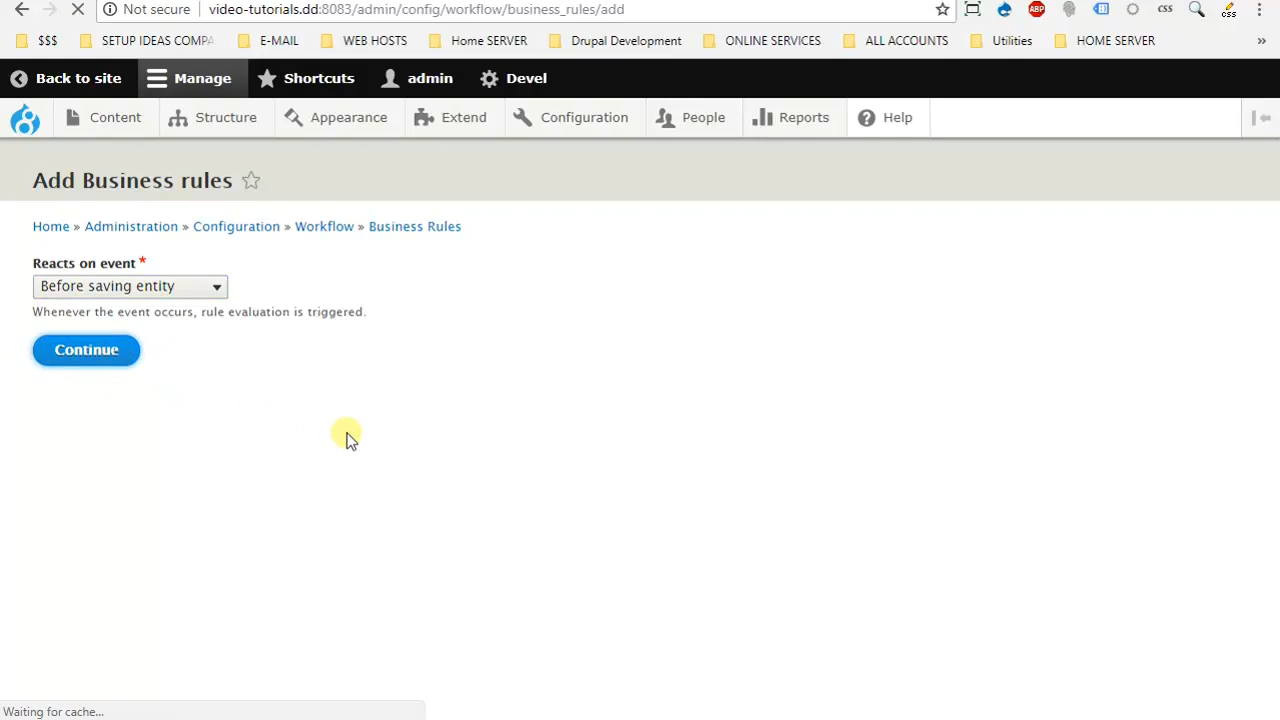 Not secure video-tutorials.dd:8083/admin/config/workflow/business_rules/add ABP CSS css
$$$ SETUP IDEAS COMPA E-MAIL WEB HOSTS Home SERVER Drupal Development ONLINE SERVICES ALL ACCOUNTS Utilities HOME SERVER »
Back to site Manage Shortcuts admin Devel
Content Structure Appearance Extend Configuration People Reports Help
Add Business rules
Home » Administration » Configuration » Workflow » Business Rules
Reacts on event *
Before saving entity
Whenever the event occurs, rule evaluation is triggered.
Continue
Waiting for cache...